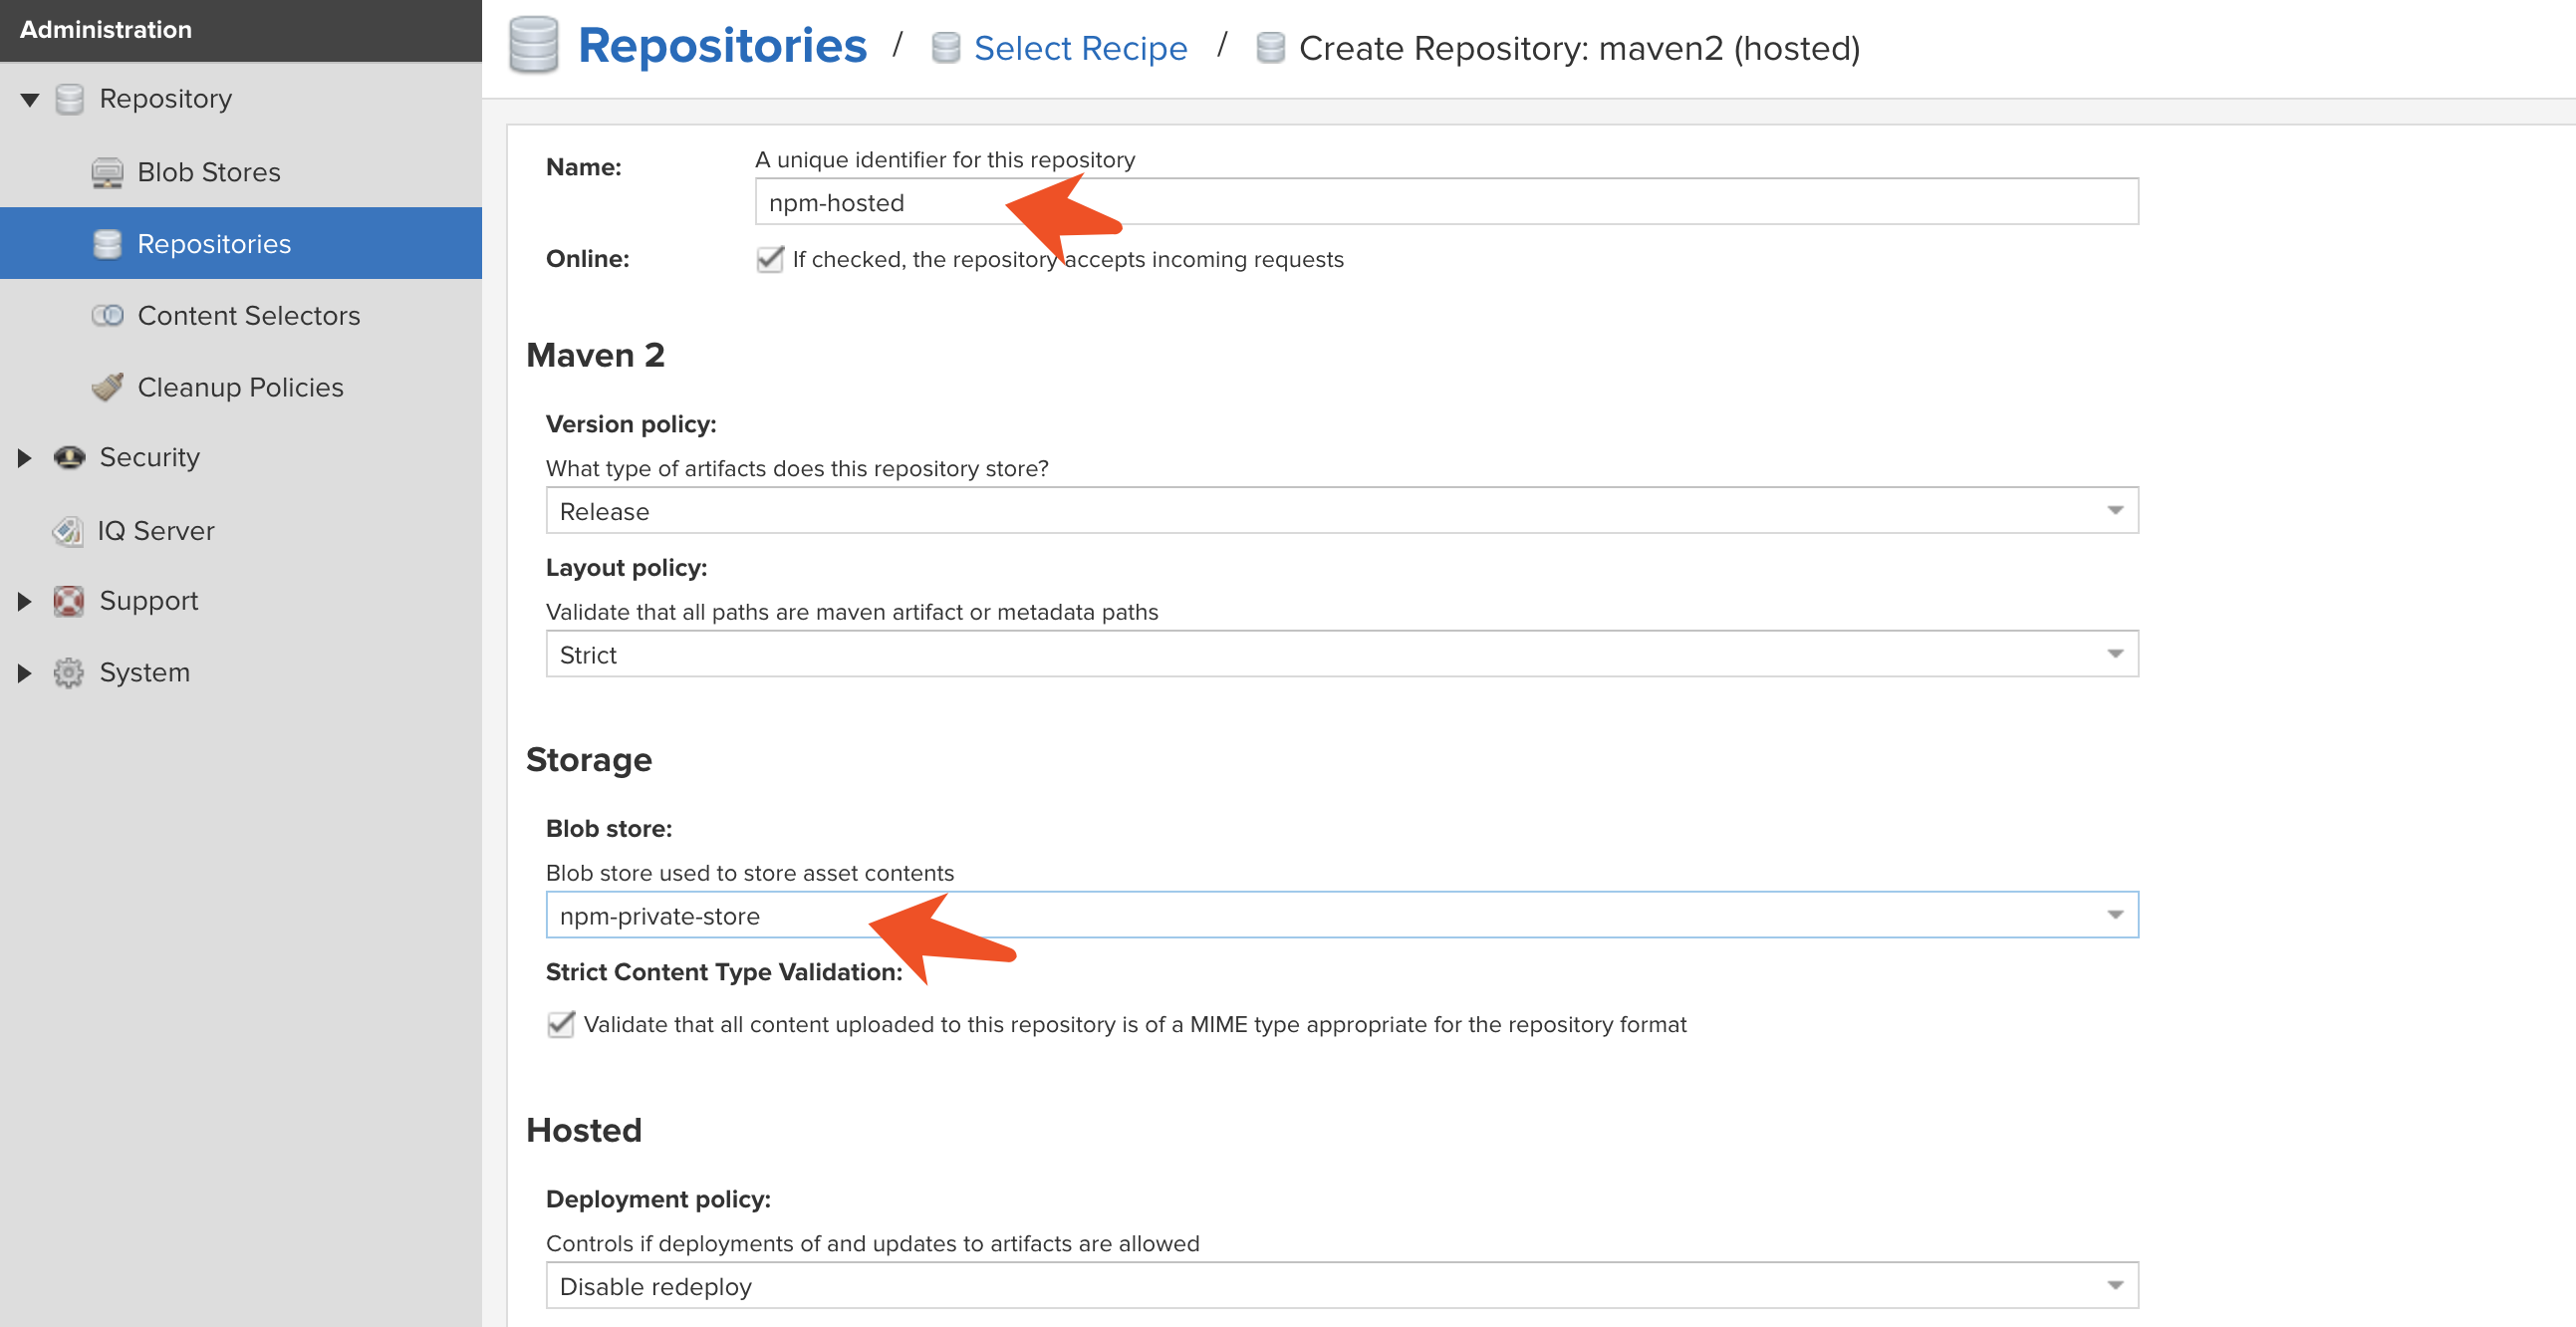 Administration
Repository
Blob Stores
Repositories
Content Selectors
Cleanup Policies
Security
IQ Server
Support
System
Repositories / Select Recipe / Create Repository: maven2 (hosted)
Name:
A unique identifier for this repository
npm-hosted
Online:
If checked, the repository accepts incoming requests
Maven 2
Version policy:
What type of artifacts does this repository store?
Release
Layout policy:
Validate that all paths are maven artifact or metadata paths
Strict
Storage
Blob store:
Blob store used to store asset contents
npm-private-store
Strict Content Type Validation:
Validate that all content uploaded to this repository is of a MIME type appropriate for the repository format
Hosted
Deployment policy:
Controls if deployments of and updates to artifacts are allowed
Disable redeploy